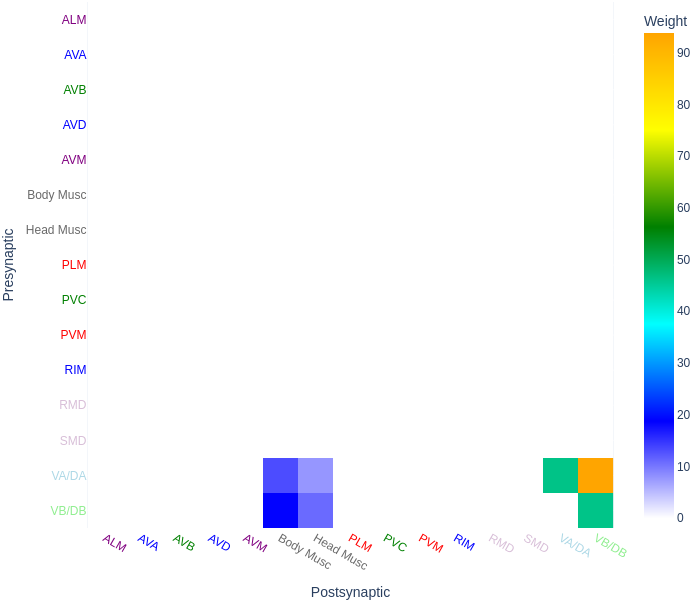 Weight
ALM
AVA
AVB
AVD
AVM
Body Musc
Head Musc
PLM
PVC
PVM
RIM
RMD
SMD
VA/DA
VB/DB
Presynaptic
90
80
70
60
50
40
30
20
10
0
ALM
AVA
AVB
AVD
AVM
Body Musc
Head Musc
PLM
PVC
PVM
RIM
RMD
SMD
VA/DA
VB/DB
Postsynaptic